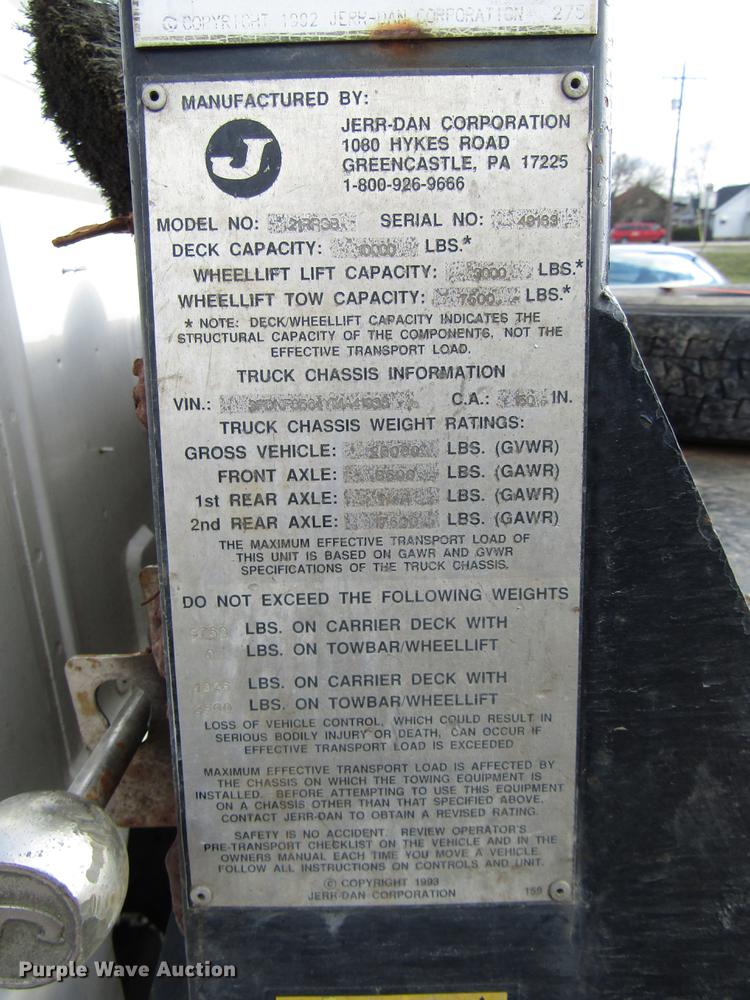 © COPYRIGHT 1992 JERR-DAN CORPORATION 275
MANUFACTURED BY:
J
JERR-DAN CORPORATION
1080 HYKES ROAD
GREENCASTLE, PA 17225
1-800-926-9666
MODEL NO: SERIAL NO: 49163
DECK CAPACITY: 10000 LBS.*
WHEELLIFT LIFT CAPACITY: 3000 LBS.*
WHEELLIFT TOW CAPACITY: 7500 LBS.*
* NOTE: DECK/WHEELLIFT CAPACITY INDICATES THE
STRUCTURAL CAPACITY OF THE COMPONENTS, NOT THE
EFFECTIVE TRANSPORT LOAD.
TRUCK CHASSIS INFORMATION
VIN.: C.A.: IN.
TRUCK CHASSIS WEIGHT RATINGS:
GROSS VEHICLE: LBS. (GVWR)
FRONT AXLE: LBS. (GAWR)
1st REAR AXLE: LBS. (GAWR)
2nd REAR AXLE: LBS. (GAWR)
THE MAXIMUM EFFECTIVE TRANSPORT LOAD OF
THIS UNIT IS BASED ON GAWR AND GVWR
SPECIFICATIONS OF THE TRUCK CHASSIS.
DO NOT EXCEED THE FOLLOWING WEIGHTS
LBS. ON CARRIER DECK WITH
LBS. ON TOWBAR/WHEELLIFT
LBS. ON CARRIER DECK WITH
LBS. ON TOWBAR/WHEELLIFT
LOSS OF VEHICLE CONTROL, WHICH COULD RESULT IN
SERIOUS BODILY INJURY OR DEATH, CAN OCCUR IF
EFFECTIVE TRANSPORT LOAD IS EXCEEDED
MAXIMUM EFFECTIVE TRANSPORT LOAD IS AFFECTED BY
THE CHASSIS ON WHICH THE TOWING EQUIPMENT IS
INSTALLED. BEFORE ATTEMPTING TO USE THIS EQUIPMENT
ON A CHASSIS OTHER THAN THAT SPECIFIED ABOVE,
CONTACT JERR-DAN TO OBTAIN A REVISED RATING.
SAFETY IS NO ACCIDENT. REVIEW OPERATOR'S
PRE-TRANSPORT CHECKLIST ON THE VEHICLE AND IN THE
OWNERS MANUAL EACH TIME YOU MOVE A VEHICLE.
FOLLOW ALL INSTRUCTIONS ON CONTROLS AND UNIT.
© COPYRIGHT 1993
JERR-DAN CORPORATION 159
Purple Wave Auction